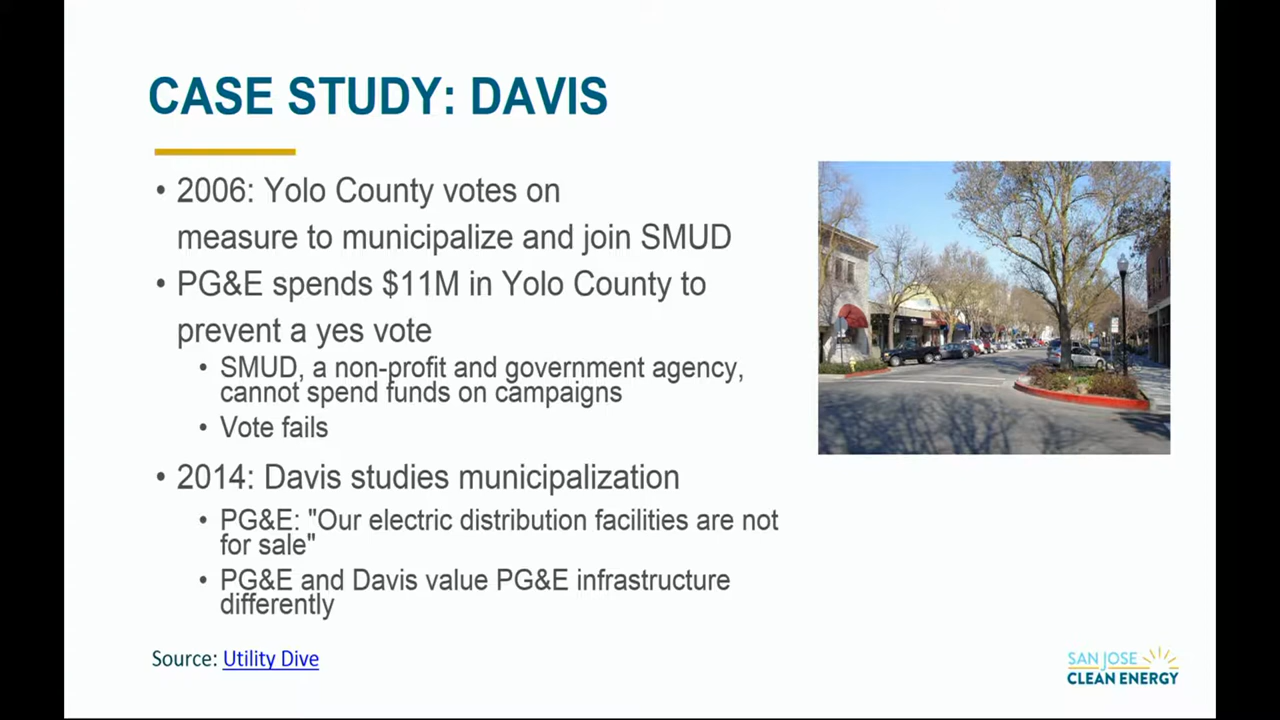 CASE STUDY: DAVIS
• 2006: Yolo County votes on
measure to municipalize and join SMUD
• PG&E spends $11M in Yolo County to
prevent a yes vote
• SMUD, a non-profit and government agency,
cannot spend funds on campaigns
• Vote fails
• 2014: Davis studies municipalization
• PG&E: "Our electric distribution facilities are not
for sale"
• PG&E and Davis value PG&E infrastructure
differently
Source: Utility Dive
SAN JOSE
CLEAN ENERGY